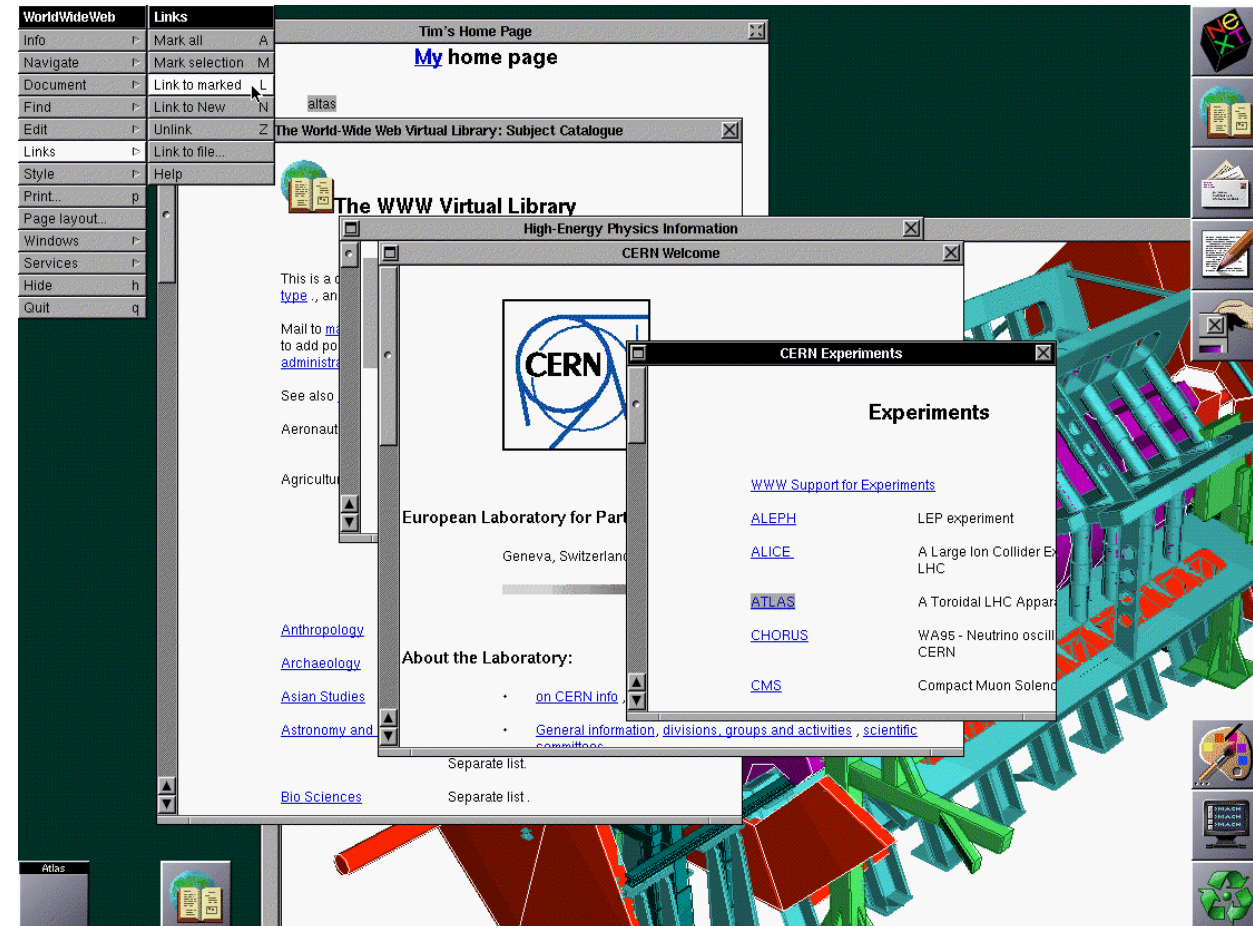 WorldWideWeb
Info
Navigate
Document
Find
Edit
Links
Style
Print... p
Page layout...
Windows
Services
Hide h
Quit q
Links
Mark all A
Mark selection M
Link to marked L
Link to New N
Unlink Z
Link to file...
Help
Tim's Home Page
My home page
altas
The World-Wide Web Virtual Library: Subject Catalogue
The WWW Virtual Library
This is a
type ., an
Mail to
to add po
administra
See also
Aeronaut
Agricultu
Anthropology
Archaeology
Asian Studies
Astronomy and
Separate list.
Bio Sciences Separate list .
High-Energy Physics Information
CERN Welcome
CERN
European Laboratory for Part
Geneva, Switzerland
About the Laboratory:
• on CERN info ,
• General information, divisions, groups and activities , scientific
committees
CERN Experiments
Experiments
WWW Support for Experiments
ALEPH LEP experiment
ALICE A Large Ion Collider Ex
LHC
ATLAS A Toroidal LHC Appara
CHORUS WA95 - Neutrino oscill
CERN
CMS Compact Muon Solenc
NeXT
Atlas